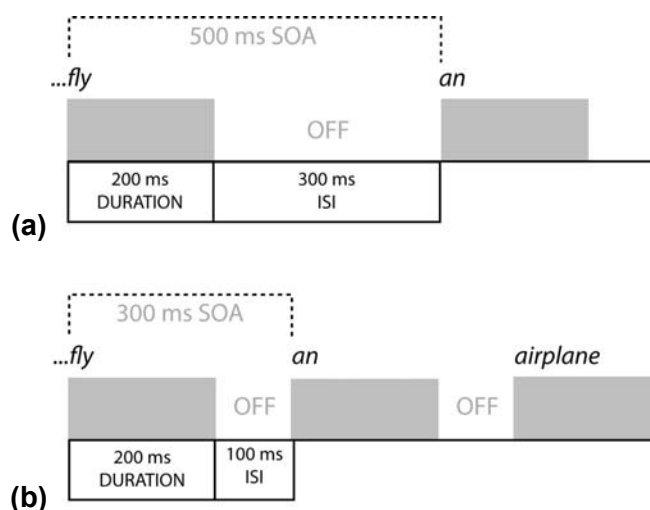 500 ms SOA
...fly an
OFF
200 ms 300 ms
DURATION ISI
(a)
300 ms SOA
...fly an airplane
OFF OFF
200 ms 100 ms
DURATION ISI
(b)